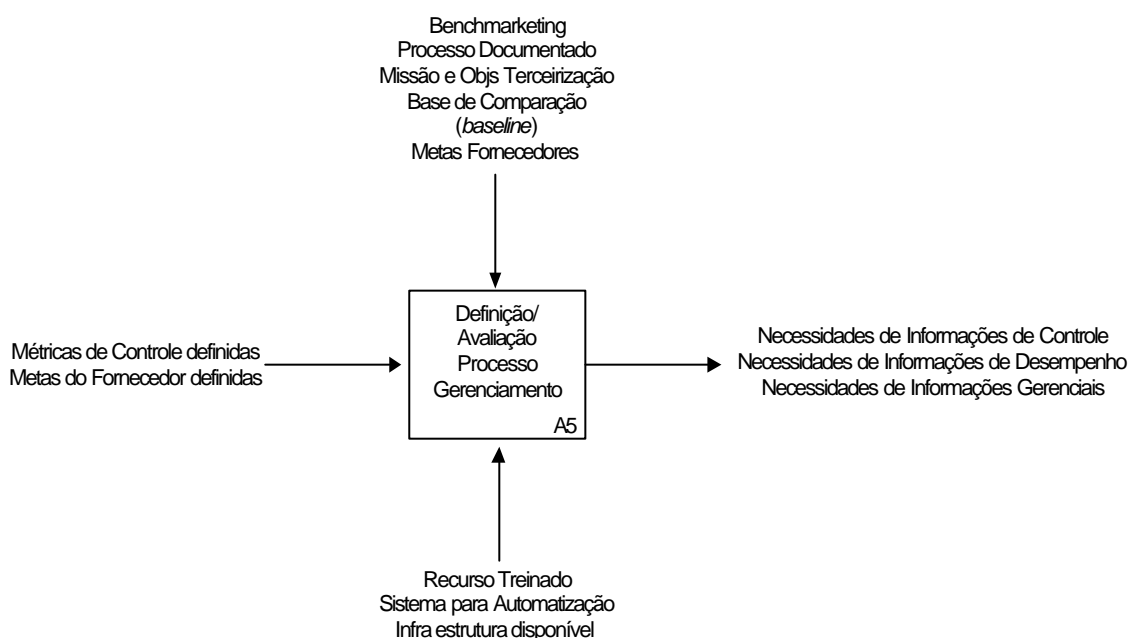 Benchmarketing
Processo Documentado
Missão e Objs Terceirização
Base de Comparação
(baseline)
Metas Fornecedores
Métricas de Controle definidas
Metas do Fornecedor definidas
Definição/
Avaliação
Processo
Gerenciamento
A5
Necessidades de Informações de Controle
Necessidades de Informações de Desempenho
Necessidades de Informações Gerenciais
Recurso Treinado
Sistema para Automatização
Infra estrutura disponível